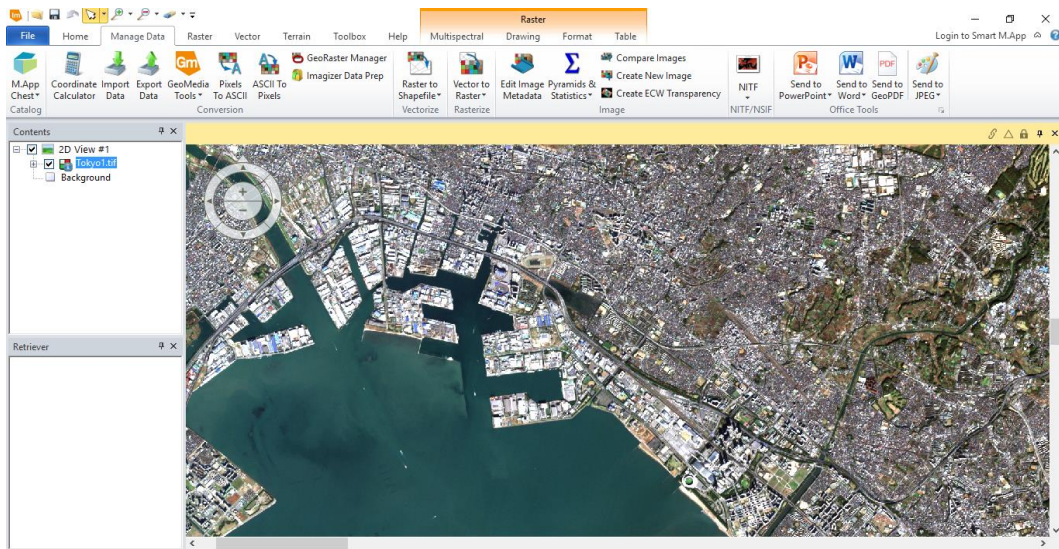 Raster
File Home Manage Data Raster Vector Terrain Toolbox Help Multispectral Drawing Format Table Login to Smart M.App
M.App Chest
Coordinate Calculator
Import Data
Export Data
GeoMedia Tools
Pixels To ASCII
ASCII To Pixels
GeoRaster Manager
Imagizer Data Prep
Raster to Shapefile
Vector to Raster
Edit Image Metadata
Pyramids & Statistics
Compare Images
Create New Image
Create ECW Transparency
NITF
Send to PowerPoint
Send to Word
PDF
Send to GeoPDF
Send to JPEG
Catalog Conversion Vectorize Rasterize Image NITF/NSIF Office Tools
Contents
2D View #1
Tokyo1.tif
Background
Retriever